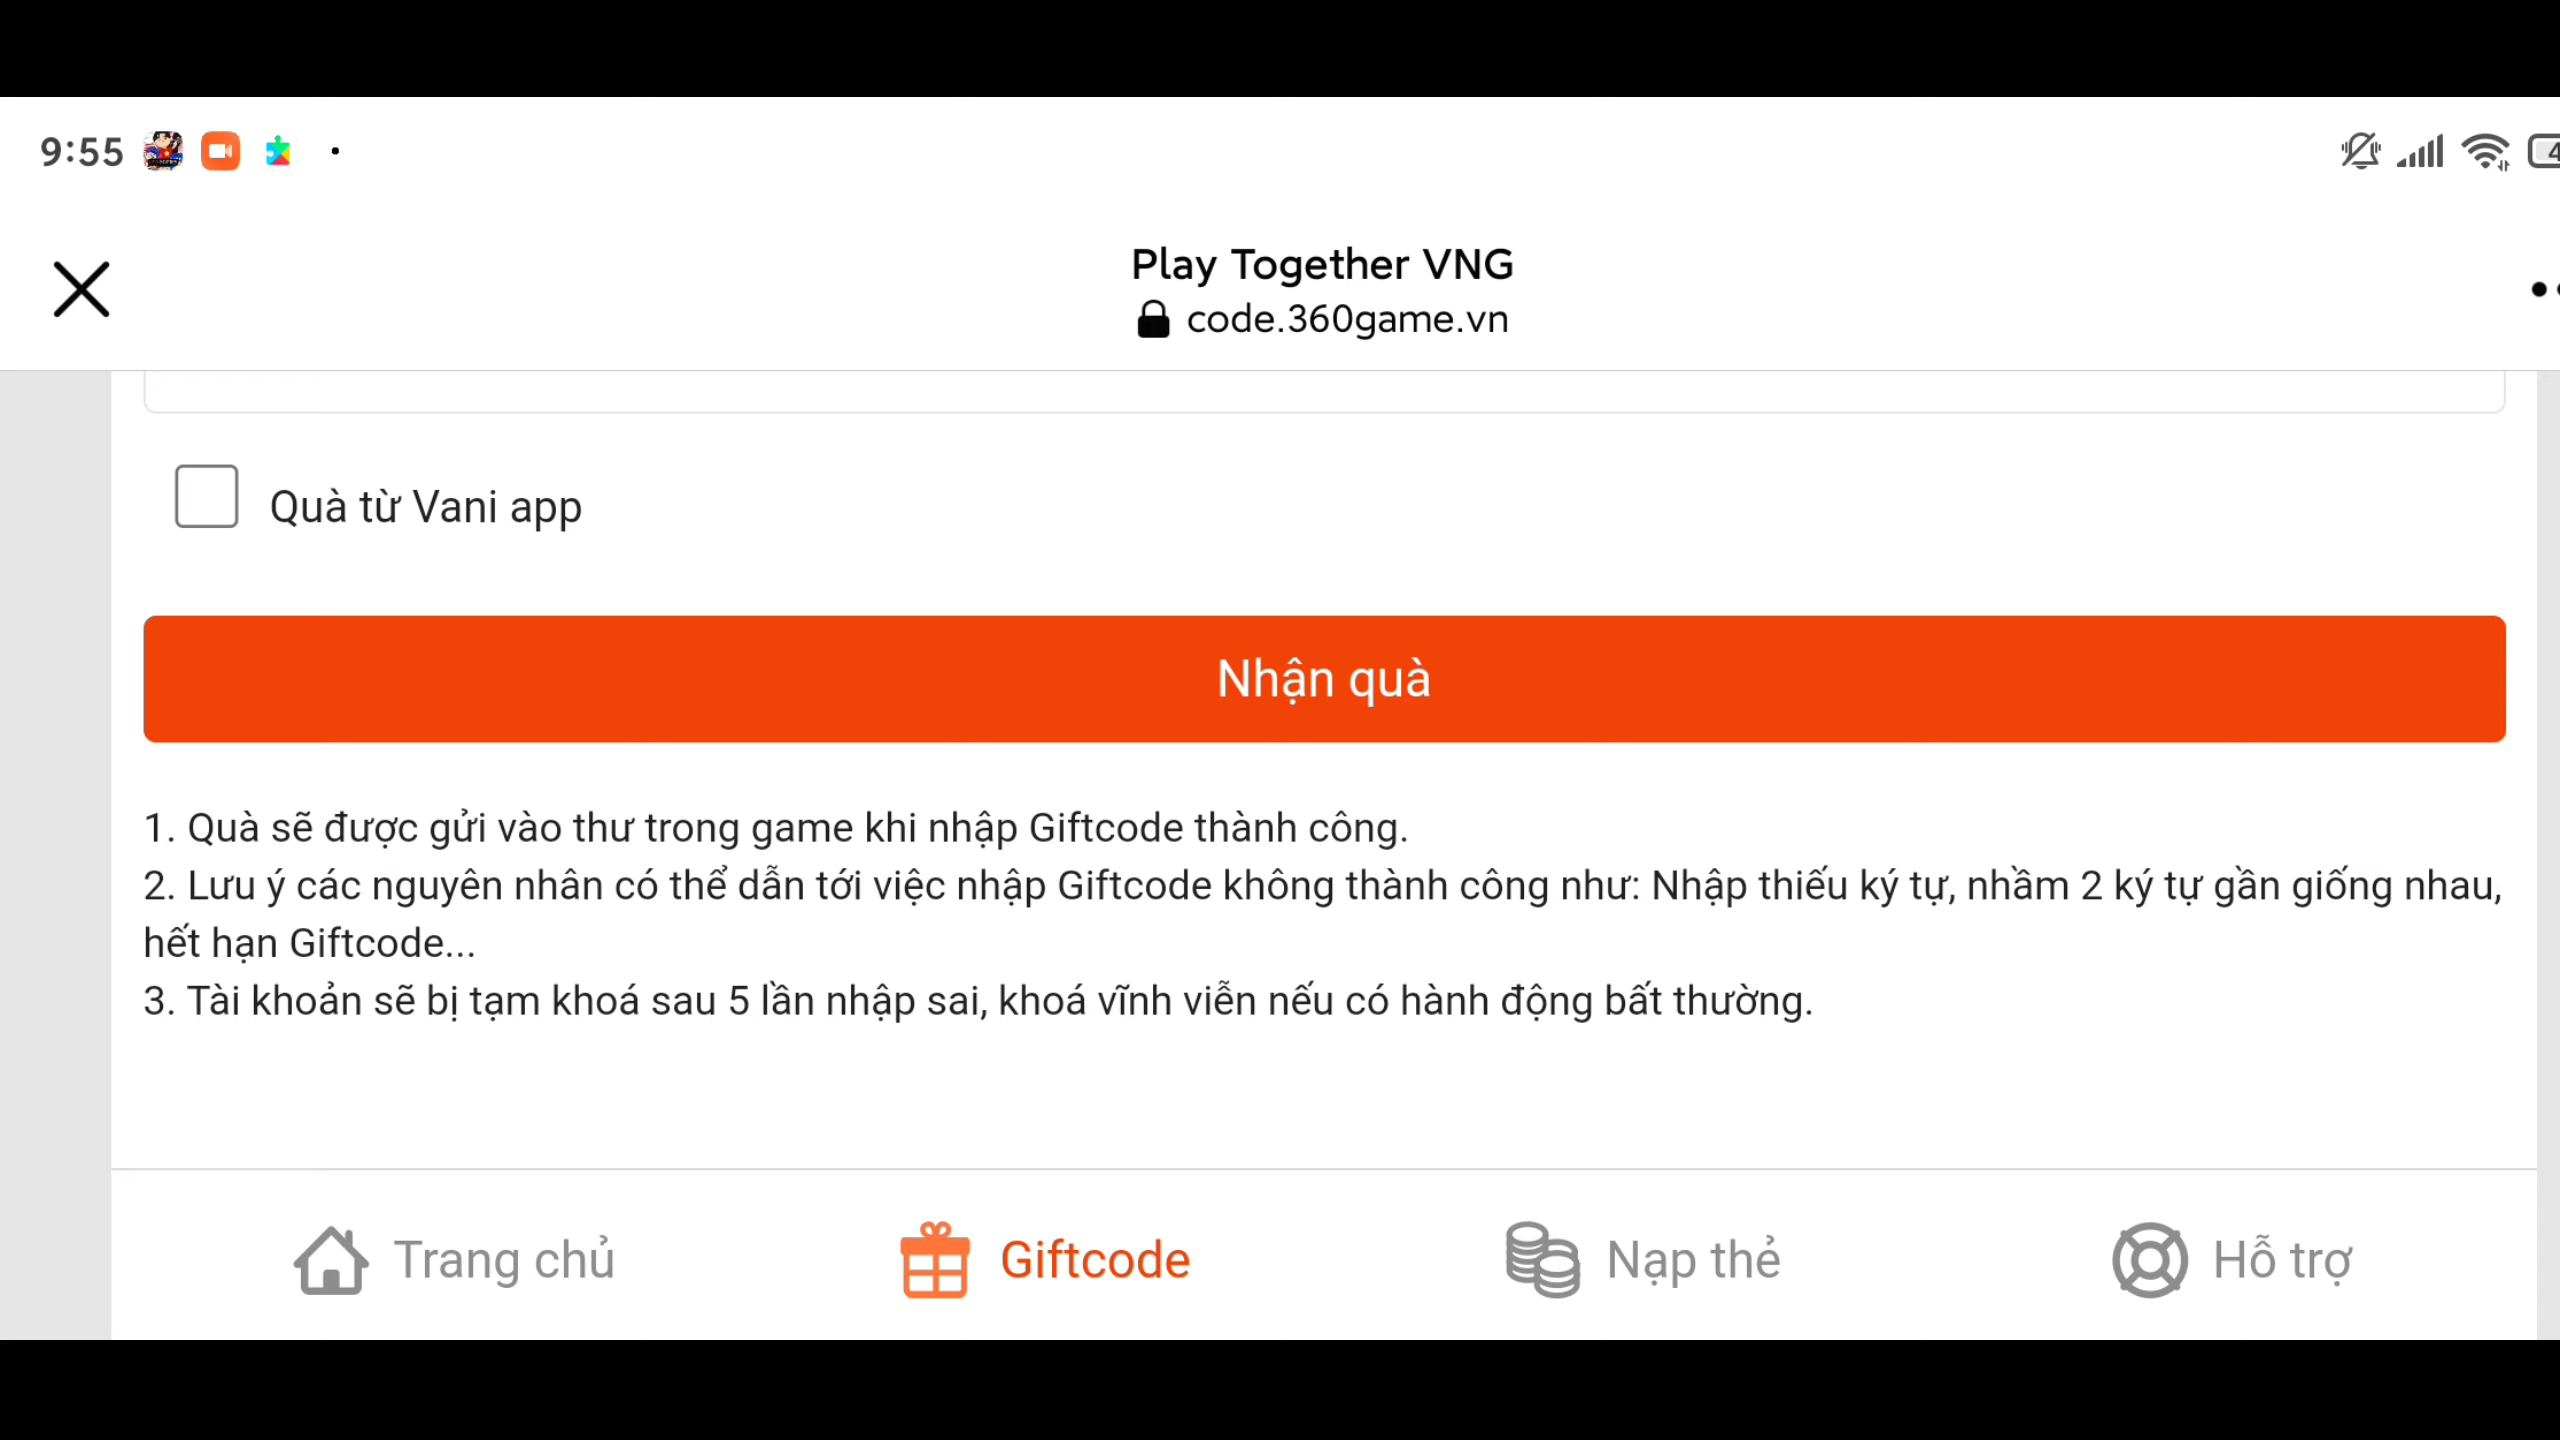 9:55
4
Play Together VNG
code.360game.vn
Quà từ Vani app
Nhận quà
1. Quà sẽ được gửi vào thư trong game khi nhập Giftcode thành công.
2. Lưu ý các nguyên nhân có thể dẫn tới việc nhập Giftcode không thành công như: Nhập thiếu ký tự, nhầm 2 ký tự gần giống nhau,
hết hạn Giftcode...
3. Tài khoản sẽ bị tạm khoá sau 5 lần nhập sai, khoá vĩnh viễn nếu có hành động bất thường.
Trang chủ
Giftcode
Nạp thẻ
Hỗ trợ